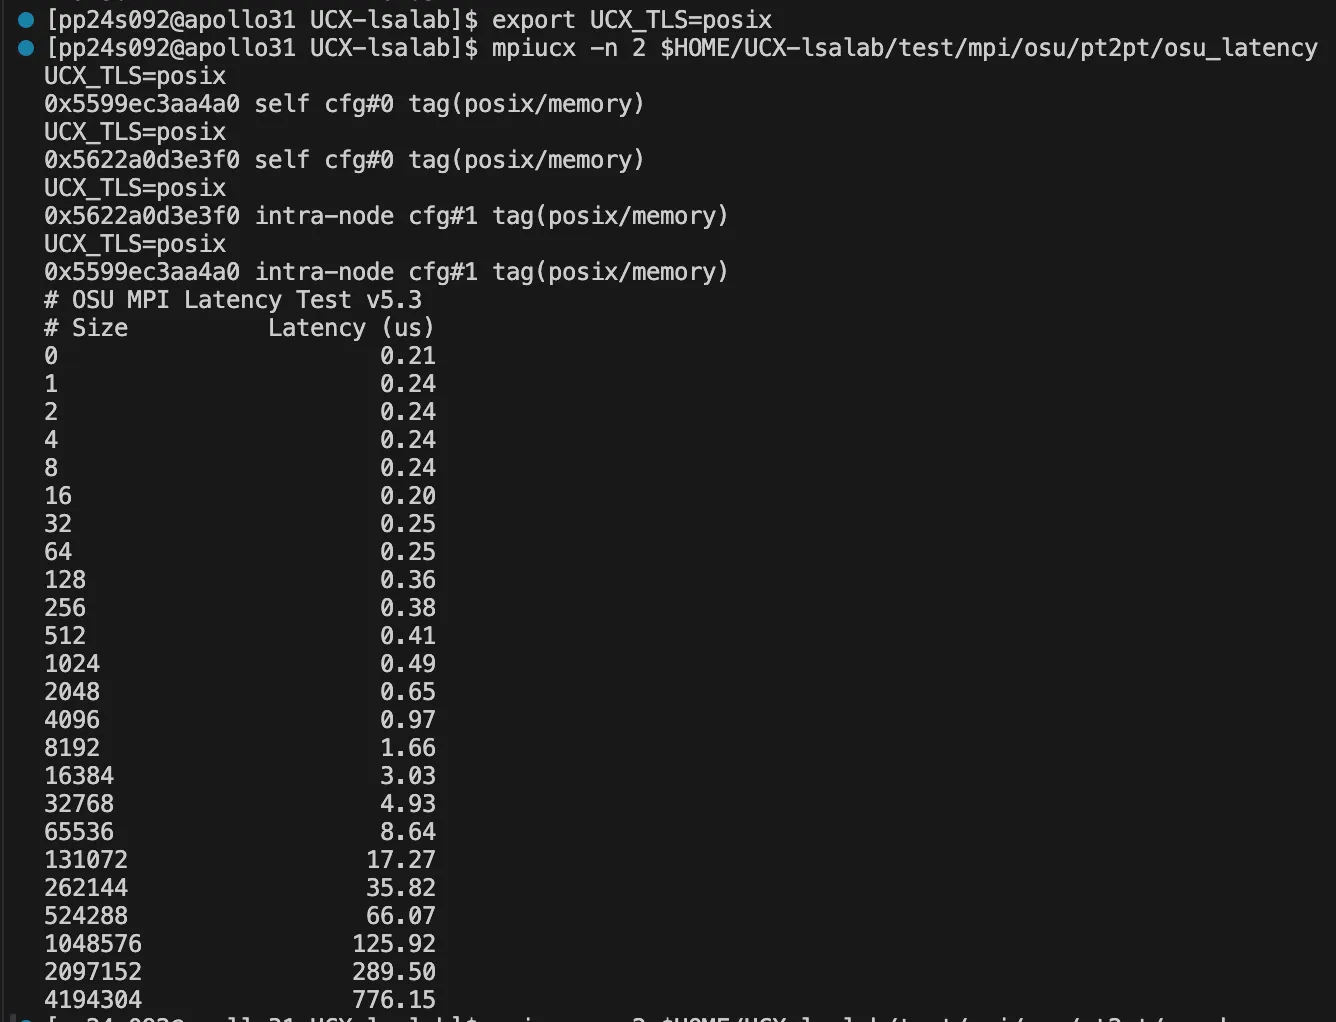 [pp24s092@apollo31 UCX-lsalab]$ export UCX_TLS=posix
[pp24s092@apollo31 UCX-lsalab]$ mpiucx -n 2 $HOME/UCX-lsalab/test/mpi/osu/pt2pt/osu_latency
UCX_TLS=posix
0x5599ec3aa4a0 self cfg#0 tag(posix/memory)
UCX_TLS=posix
0x5622a0d3e3f0 self cfg#0 tag(posix/memory)
UCX_TLS=posix
0x5622a0d3e3f0 intra-node cfg#1 tag(posix/memory)
UCX_TLS=posix
0x5599ec3aa4a0 intra-node cfg#1 tag(posix/memory)
# OSU MPI Latency Test v5.3
# Size Latency (us)
0 0.21
1 0.24
2 0.24
4 0.24
8 0.24
16 0.20
32 0.25
64 0.25
128 0.36
256 0.38
512 0.41
1024 0.49
2048 0.65
4096 0.97
8192 1.66
16384 3.03
32768 4.93
65536 8.64
131072 17.27
262144 35.82
524288 66.07
1048576 125.92
2097152 289.50
4194304 776.15